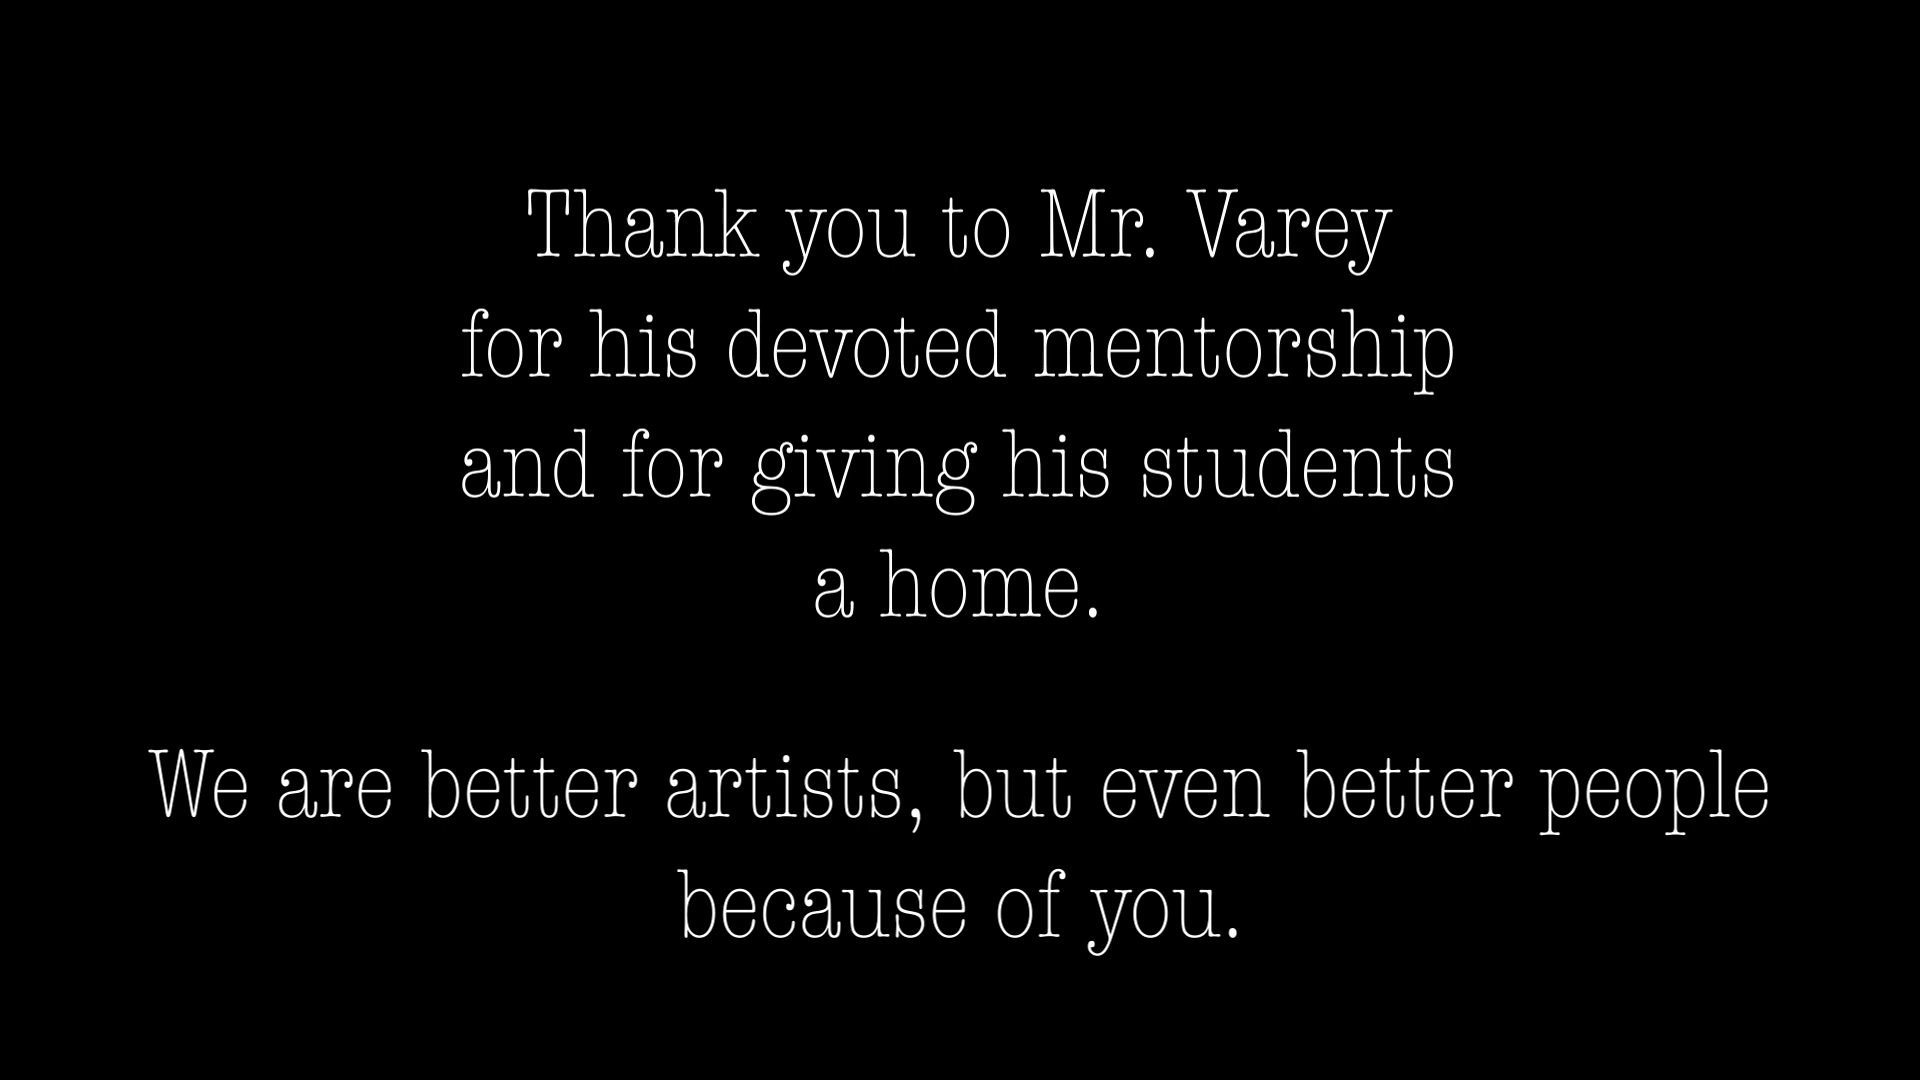 Thank you to Mr. Varey
for his devoted mentorship
and for giving his students
a home.
We are better artists, but even better people
because of you.